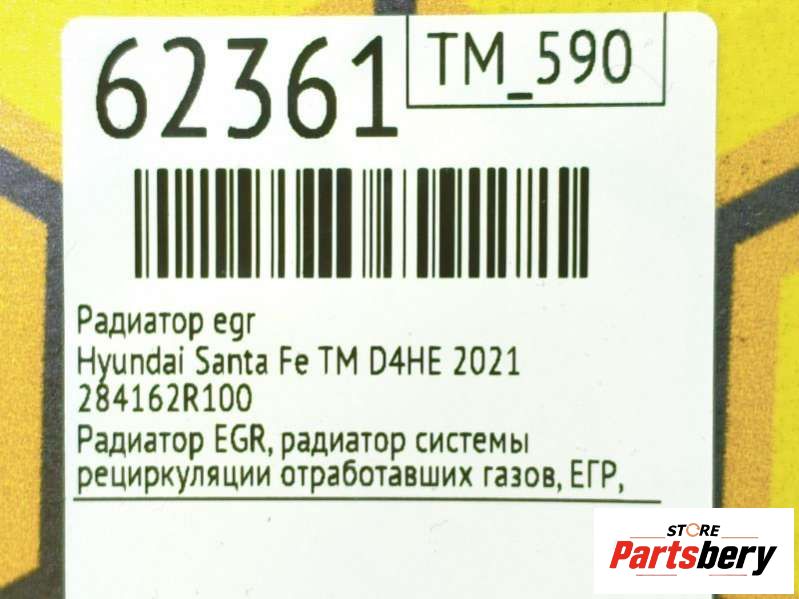 62361
TM_590
Радиатор egr
Hyundai Santa Fe TM D4HE 2021
284162R100
Радиатор EGR, радиатор системы
рециркуляции отработавших газов, ЕГР,
STORE
Partsbery